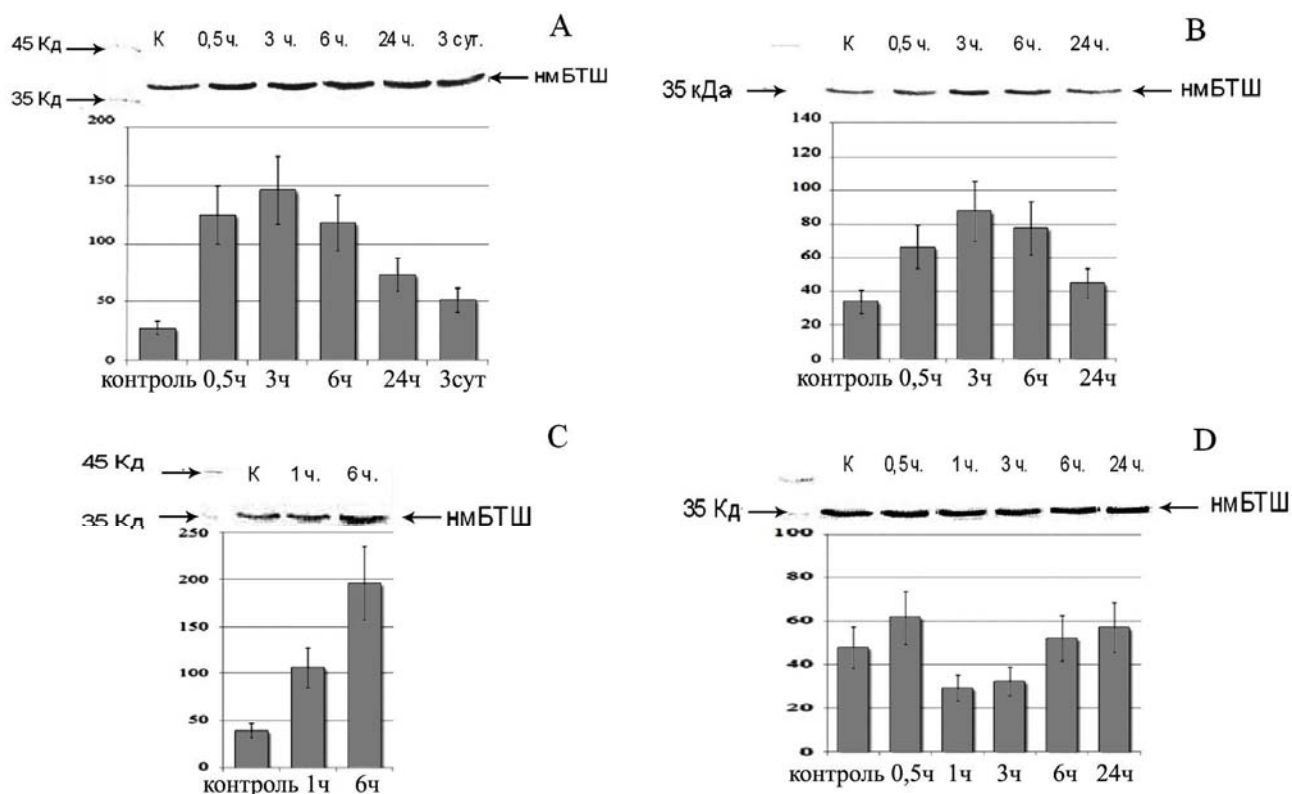 A
45 Кд К 0,5 ч. 3 ч. 6 ч. 24 ч. 3 сут.
нмБТШ
35 Кд
200
150
100
50
0
контроль 0,5ч 3ч 6ч 24ч 3сут
B
К 0,5ч. 3ч. 6ч. 24ч.
35 кДа нмБТШ
140
120
100
80
60
40
20
0
контроль 0,5ч 3ч 6ч 24ч
C
45 Кд К 1 ч. 6 ч.
35 Кд нмБТШ
250
200
150
100
50
0
контроль 1ч 6ч
D
К 0,5 ч. 1 ч. 3 ч. 6 ч. 24 ч.
35 Кд нмБТШ
100
80
60
40
20
0
контроль 0,5ч 1ч 3ч 6ч 24ч